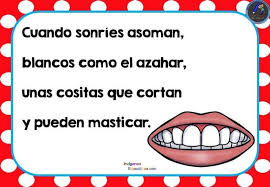 Cuando sonríes asoman,
blancos como el azahar,
unas cositas que cortan
y pueden masticar.